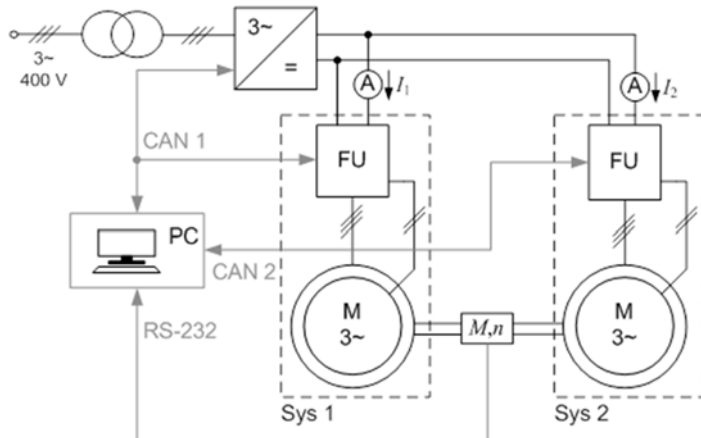 3~
400 V
3~
=
A
I1
A
I2
CAN 1
FU
FU
PC
CAN 2
RS-232
M
3~
M,n
M
3~
Sys 1
Sys 2